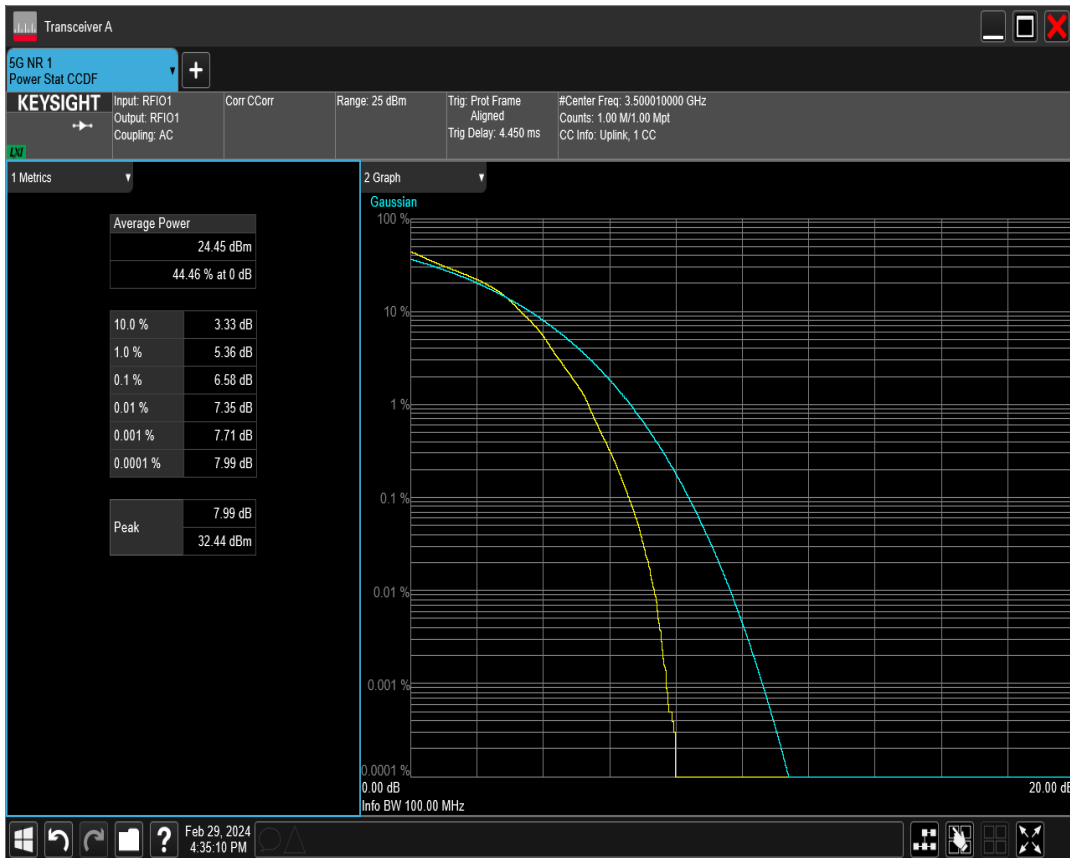 Transceiver A
5G NR 1
Power Stat CCDF
KEYSIGHT
LXI
Input: RFIO1
Output: RFIO1
Coupling: AC
Corr CCorr
Range: 25 dBm
Trig: Prot Frame
Aligned
Trig Delay: 4.450 ms
#Center Freq: 3.500010000 GHz
Counts: 1.00 M/1.00 Mpt
CC Info: Uplink, 1 CC
1 Metrics
Average Power
24.45 dBm
44.46 % at 0 dB
10.0 % 3.33 dB
1.0 % 5.36 dB
0.1 % 6.58 dB
0.01 % 7.35 dB
0.001 % 7.71 dB
0.0001 % 7.99 dB
Peak
7.99 dB
32.44 dBm
2 Graph
Gaussian
100 %
10 %
1 %
0.1 %
0.01 %
0.001 %
0.0001 %
0.00 dB
20.00 dB
Info BW 100.00 MHz
?
Feb 29, 2024
4:35:10 PM